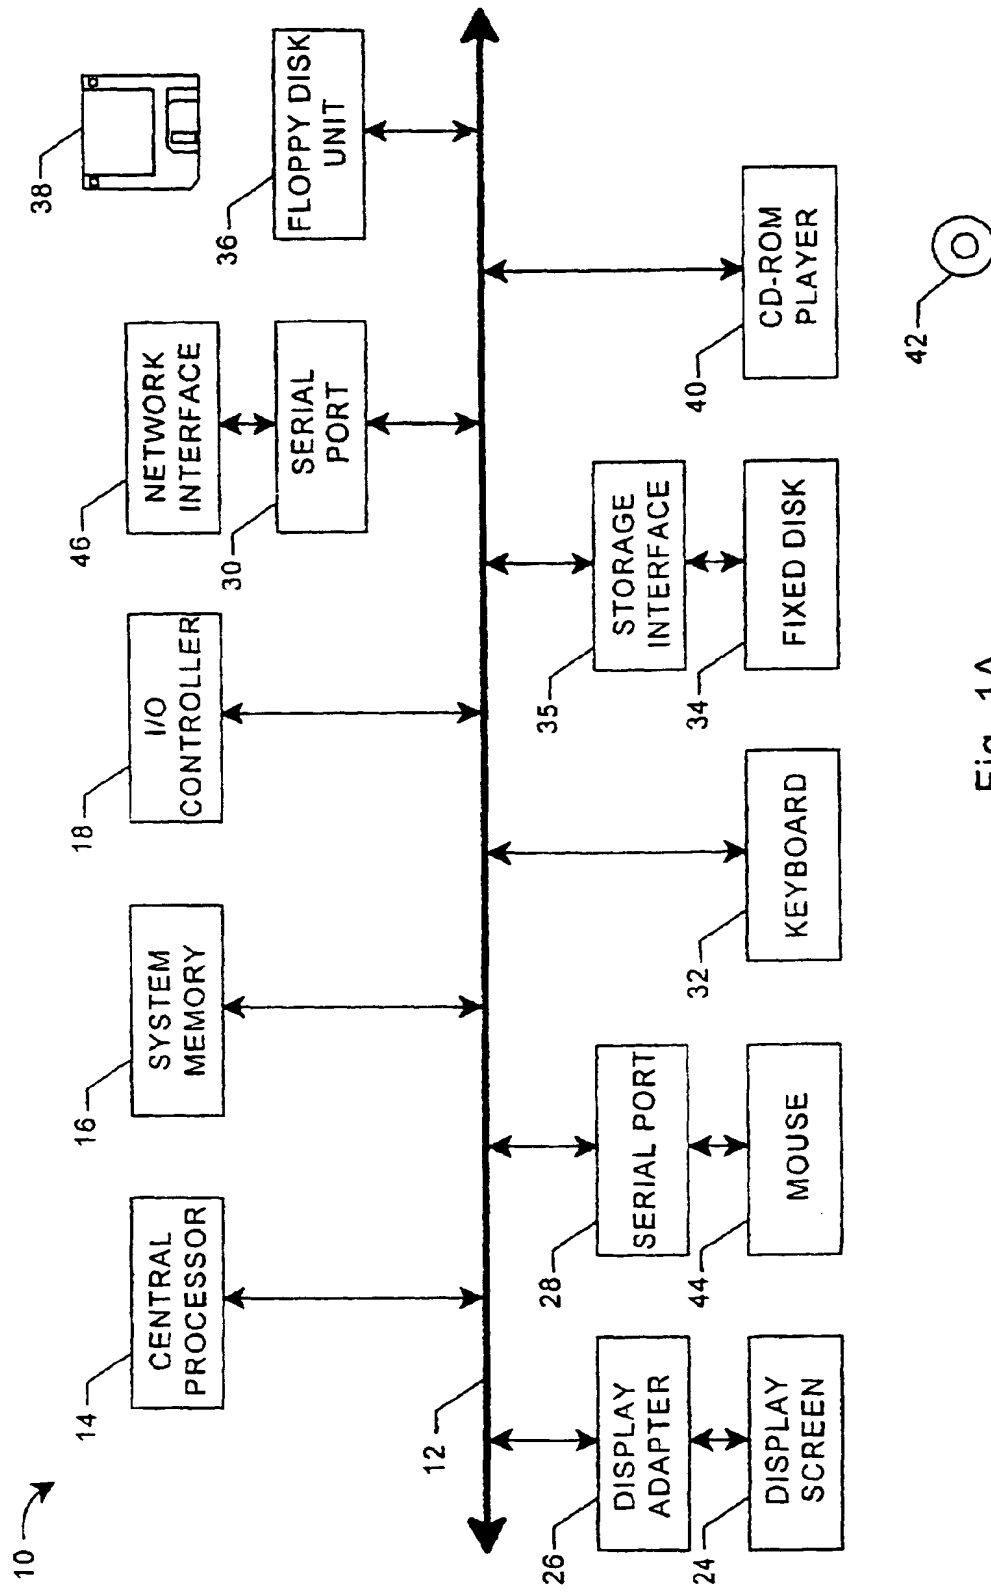 10
14
CENTRAL
PROCESSOR
16
SYSTEM
MEMORY
18
I/O
CONTROLLER
46
NETWORK
INTERFACE
30
SERIAL
PORT
38
36
FLOPPY DISK
UNIT
12
26
DISPLAY
ADAPTER
24
DISPLAY
SCREEN
28
SERIAL PORT
44
MOUSE
32
KEYBOARD
35
STORAGE
INTERFACE
34
FIXED DISK
40
CD-ROM
PLAYER
42
Fig. 1A